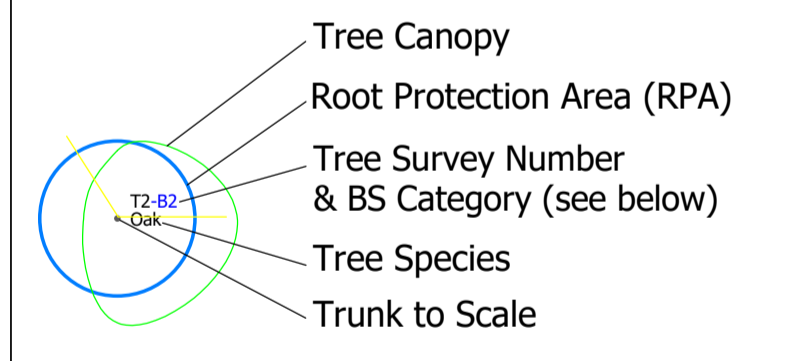 Tree Canopy
Root Protection Area (RPA)
Tree Survey Number
& BS Category (see below)
T2-B2
Oak
Tree Species
Trunk to Scale